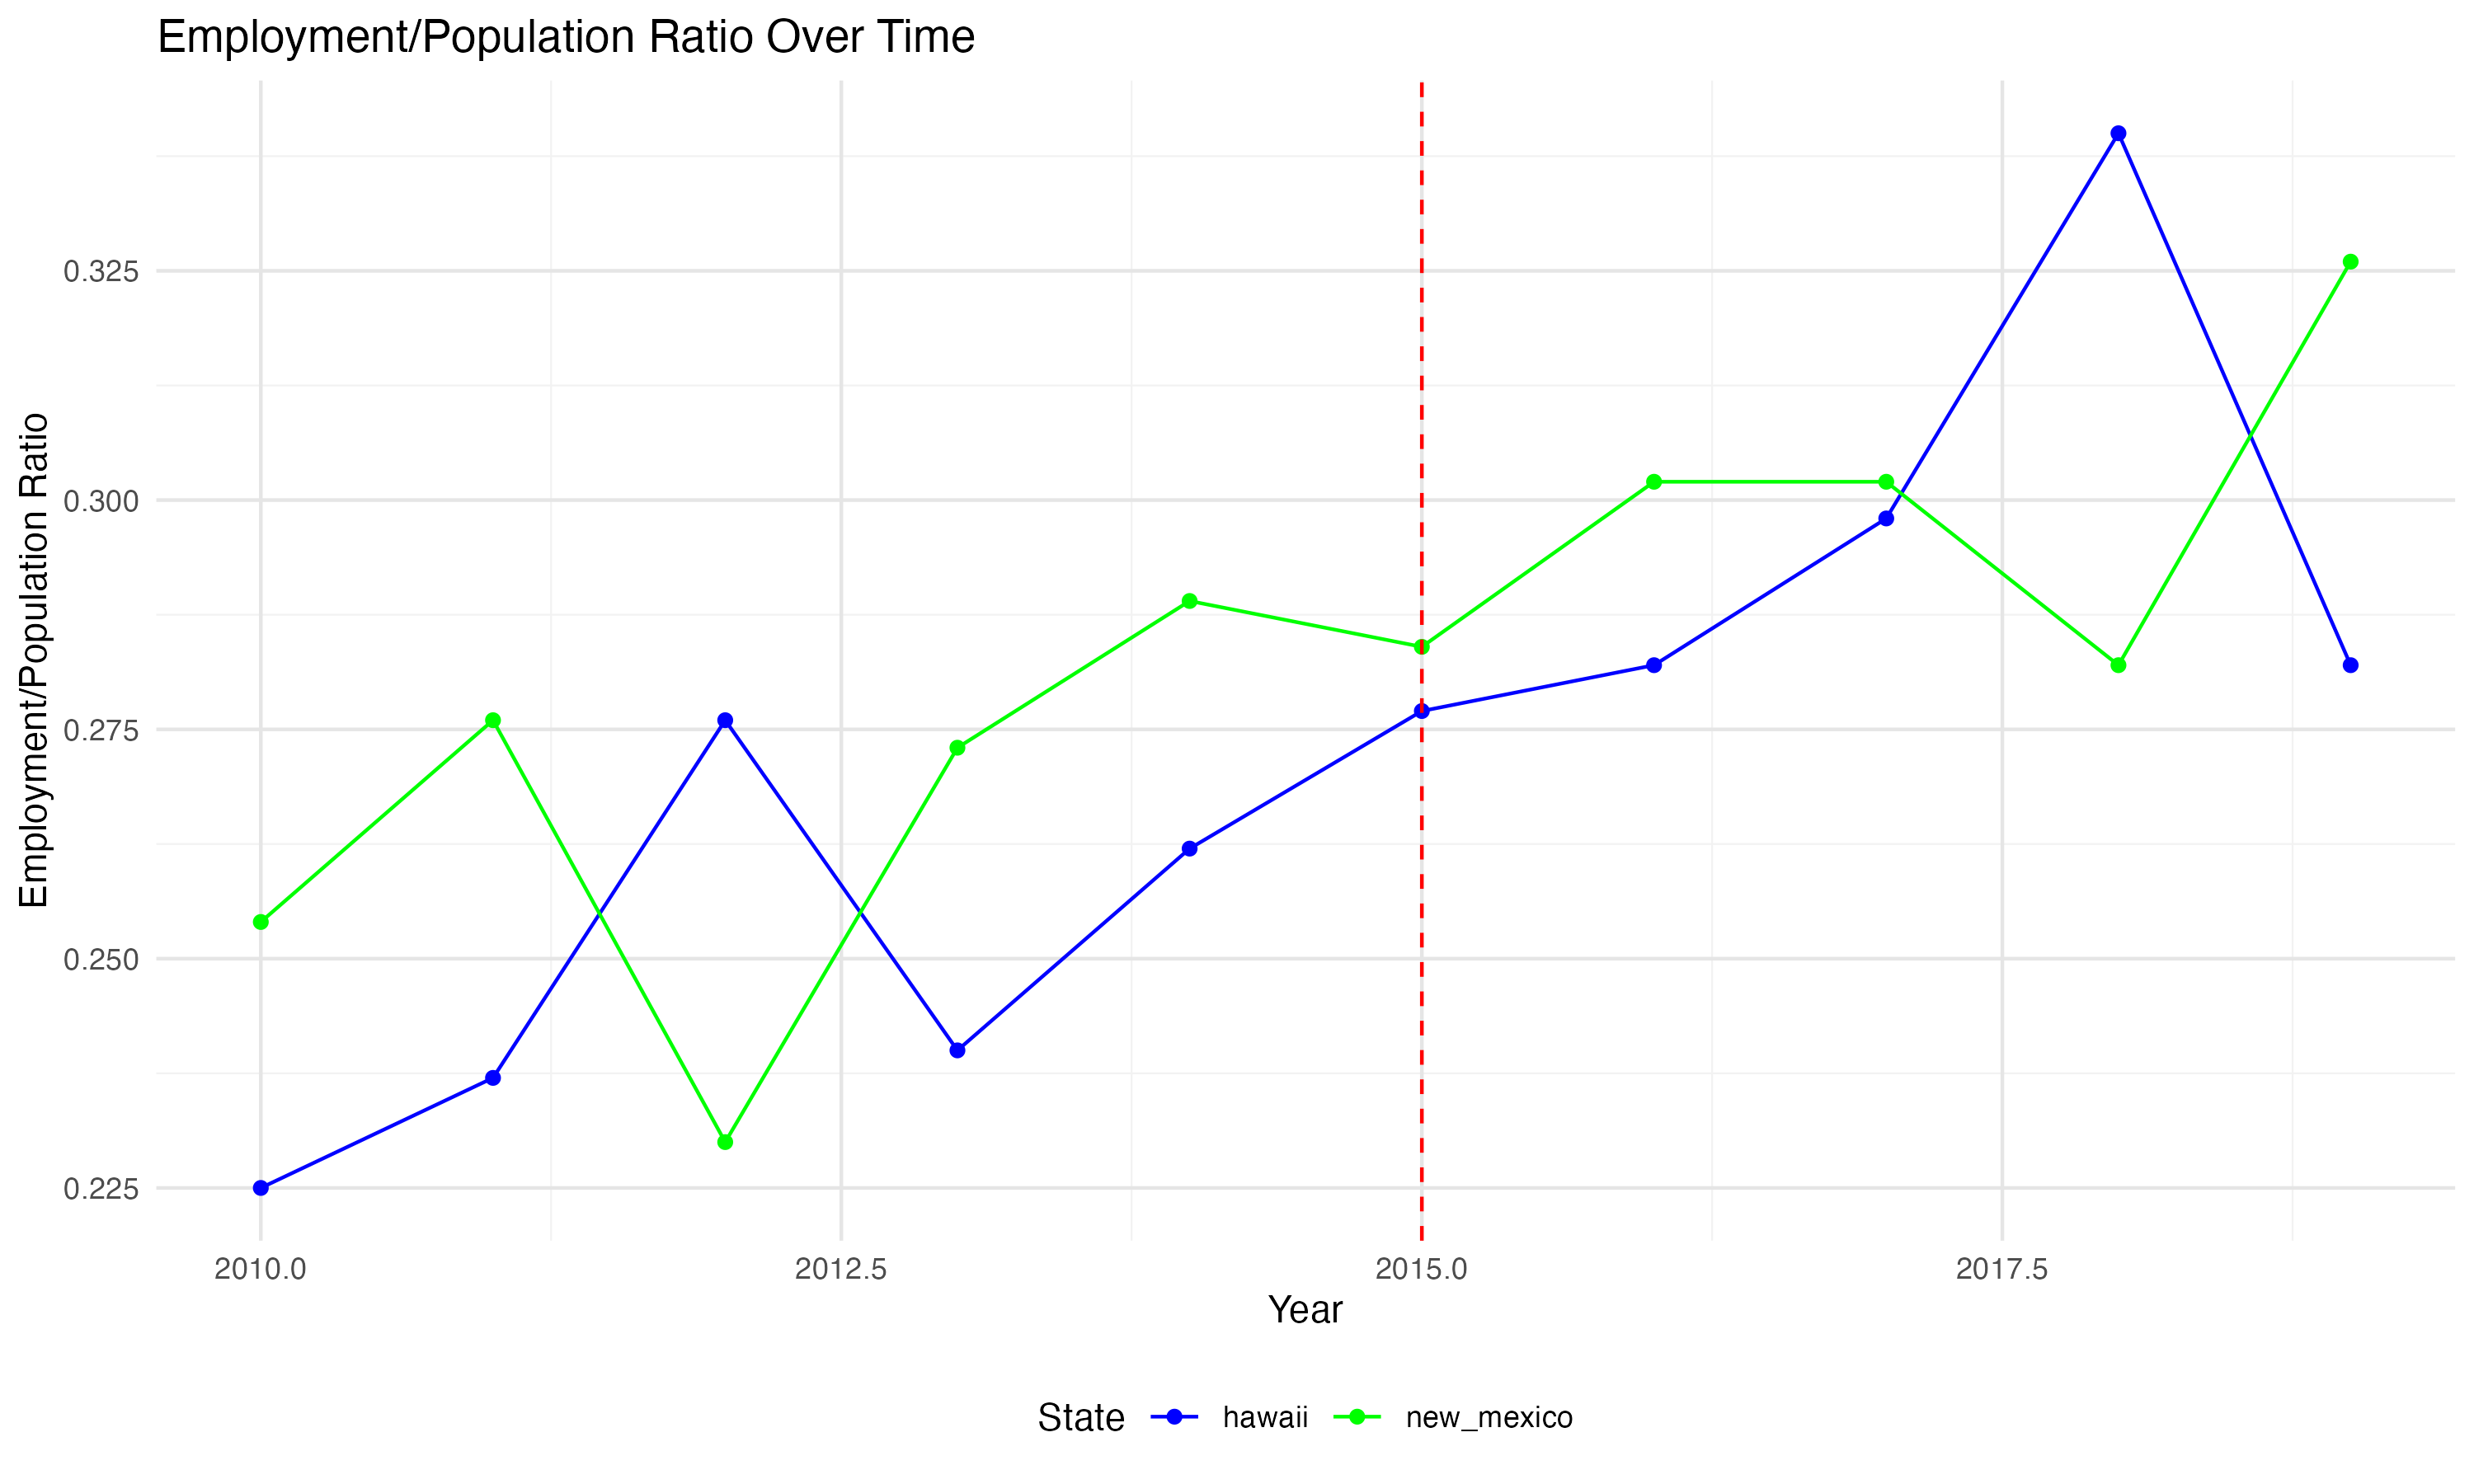 Employment/Population Ratio Over Time
Employment/Population Ratio
0.325
0.300
0.275
0.250
0.225
2010.0 2012.5 2015.0 2017.5
Year
State hawaii new_mexico